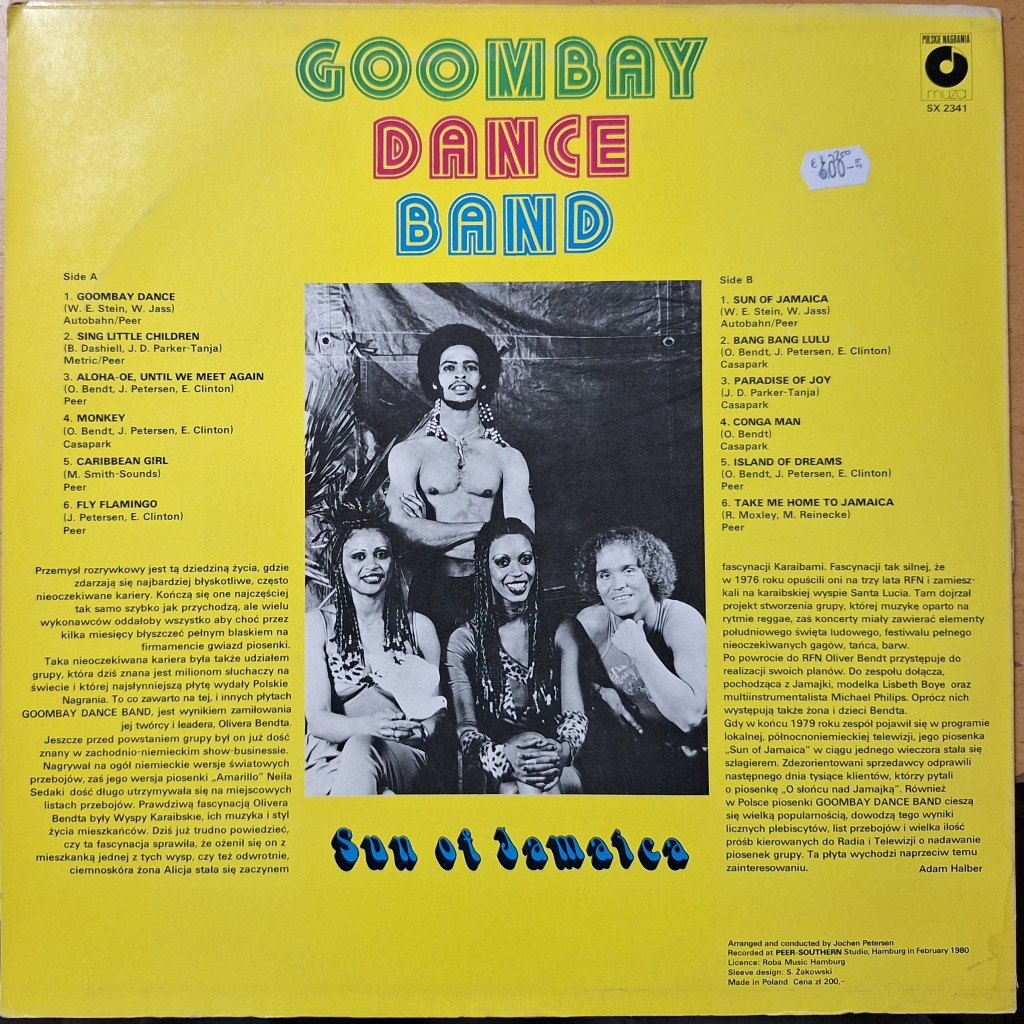 GOOMBAY
DANCE
BAND
POLSKIE NAGRANIA
muza
SX 2341
600
Side A
1. GOOMBAY DANCE
(W. E. Stein, W. Jass)
Autobahn/Peer
2. SING LITTLE CHILDREN
(B. Dashiell, J. D. Parker-Tanja)
Metric/Peer
3. ALOHA-OE, UNTIL WE MEET AGAIN
(O. Bendt, J. Petersen, E. Clinton)
Peer
4. MONKEY
(O. Bendt, J. Petersen, E. Clinton)
Casapark
5. CARIBBEAN GIRL
(M. Smith-Sounds)
Peer
6. FLY FLAMINGO
(J. Petersen, E. Clinton)
Peer
Side B
1. SUN OF JAMAICA
(W. E. Stein, W. Jass)
Autobahn/Peer
2. BANG BANG LULU
(O. Bendt, J. Petersen, E. Clinton)
Casapark
3. PARADISE OF JOY
(J. D. Parker-Tanja)
Casapark
4. CONGA MAN
(O. Bendt)
Casapark
5. ISLAND OF DREAMS
(O. Bendt, J. Petersen, E. Clinton)
Peer
6. TAKE ME HOME TO JAMAICA
(R. Moxley, M. Reinecke)
Peer
Przemysł rozrywkowy jest tą dziedziną życia, gdzie
zdarzają się najbardziej błyskotliwe, często
nieoczekiwane kariery. Kończą się one najczęściej
tak samo szybko jak przychodzą, ale wielu
wykonawców oddałoby wszystko aby choć przez
kilka miesięcy błyszczeć pełnym blaskiem na
firmamencie gwiazd piosenki.
Taka nieoczekiwana kariera była także udziałem
grupy, która dziś znana jest milionom słuchaczy na
świecie i której najsłynniejszą płytę wydały Polskie
Nagrania. To co zawarto na tej, i innych płytach
GOOMBAY DANCE BAND, jest wynikiem zamiłowania
jej twórcy i leadera, Olivera Bendta.
Jeszcze przed powstaniem grupy był on już dość
znany w zachodnio-niemieckim show-businessie.
Nagrywał na ogół niemieckie wersje światowych
przebojów, zaś jego wersja piosenki „Amarillo" Neila
Sedaki dość długo utrzymywała się na miejscowych
listach przebojów. Prawdziwą fascynacją Olivera
Bendta były Wyspy Karaibskie, ich muzyka i styl
życia mieszkańców. Dziś już trudno powiedzieć,
czy ta fascynacja sprawiła, że ożenił się on z
mieszkanką jednej z tych wysp, czy też odwrotnie,
ciemnoskóra żona Alicja stała się zaczynem
fascynacji Karaibami. Fascynacji tak silnej, że
w 1976 roku opuścili oni na trzy lata RFN i zamiesz-
kali na karaibskiej wyspie Santa Lucia. Tam dojrzał
projekt stworzenia grupy, której muzykę oparto na
rytmie reggae, zaś koncerty miały zawierać elementy
południowego święta ludowego, festiwalu pełnego
nieoczekiwanych gagów, tańca, barw.
Po powrocie do RFN Oliver Bendt przystępuje do
realizacji swoich planów. Do zespołu dołącza,
pochodząca z Jamajki, modelka Lisbeth Boye oraz
multiinstrumentalista Michael Philips. Oprócz nich
występują także żona i dzieci Bendta.
Gdy w końcu 1979 roku zespół pojawił się w programie
lokalnej, północnoniemieckiej telewizji, jego piosenka
„Sun of Jamaica" w ciągu jednego wieczora stała się
szlagierem. Zdezorientowani sprzedawcy odprawili
następnego dnia tysiące klientów, którzy pytali
o piosenkę „O słońcu nad Jamajką". Również
w Polsce piosenki GOOMBAY DANCE BAND cieszą
się wielką popularnością, dowodzą tego wyniki
licznych plebiscytów, list przebojów i wielka ilość
próśb kierowanych do Radia i Telewizji o nadawanie
piosenek grupy. Ta płyta wychodzi naprzeciw temu
zainteresowaniu.
Adam Halber
Sun of Jamaica
Arranged and conducted by Jochen Petersen
Recorded at PEER-SOUTHERN Studio, Hamburg in February 1980
Licence: Roba Music Hamburg
Sleeve design: S. Żakowski
Made in Poland Cena zł 200,-